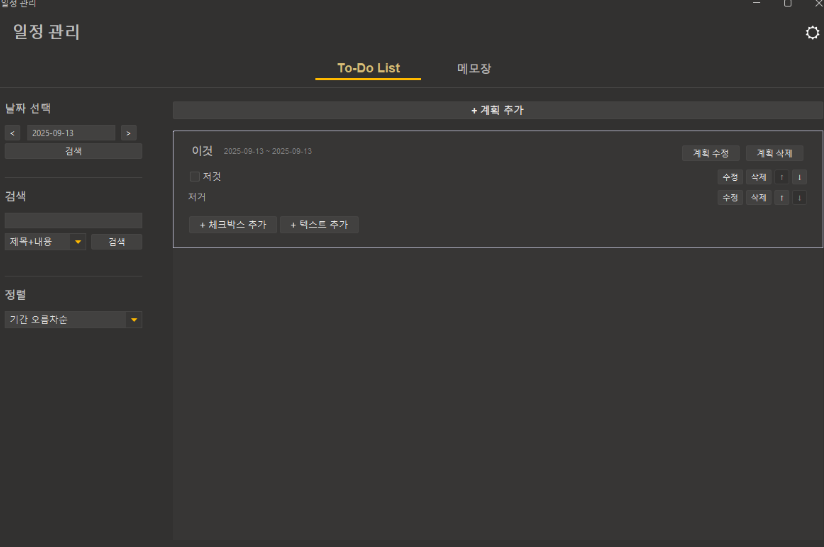 일정 관리
일정 관리
To-Do List 메모장
날짜 선택
< 2025-09-13 >
검색
검색
제목+내용 검색
정렬
기간 오름차순
+ 계획 추가
이것 2025-09-13 ~ 2025-09-13 계획 수정 계획 삭제
저것 수정 삭제 ↑ ↓
저거 수정 삭제 ↑ ↓
+ 체크박스 추가 + 텍스트 추가